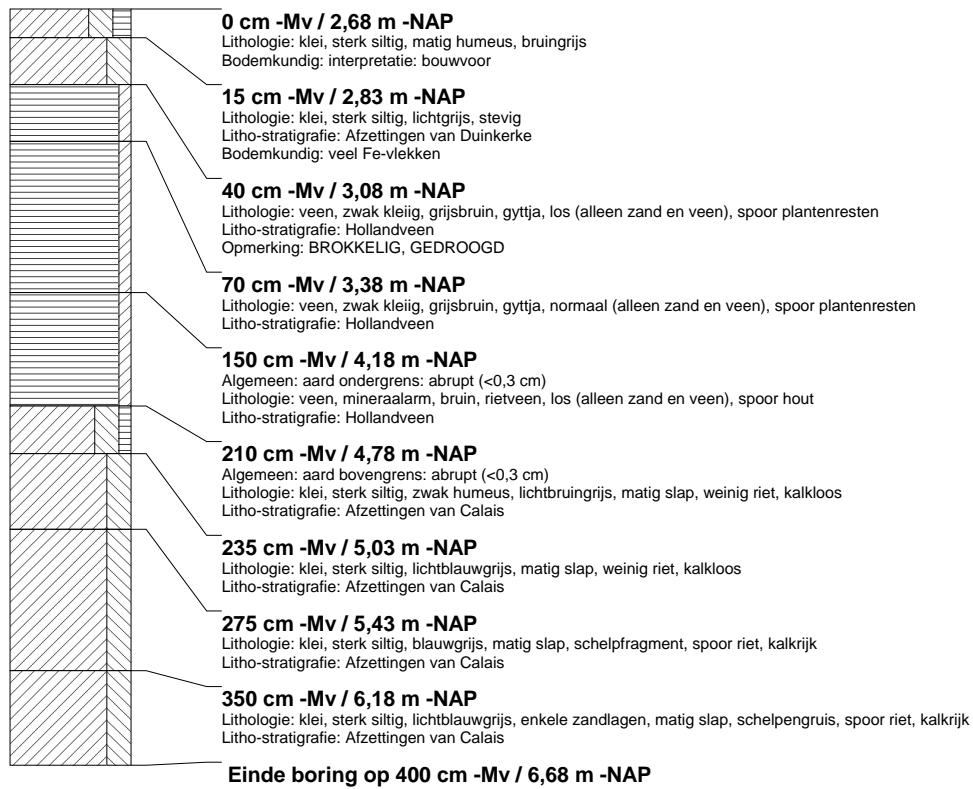 0 cm -Mv / 2,68 m -NAP
Lithologie: klei, sterk siltig, matig humeus, bruingrijs
Bodemkundig: interpretatie: bouwvoor
15 cm -Mv / 2,83 m -NAP
Lithologie: klei, sterk siltig, lichtgrijs, stevig
Litho-stratigrafie: Afzettingen van Duinkerke
Bodemkundig: veel Fe-vlekken
40 cm -Mv / 3,08 m -NAP
Lithologie: veen, zwak kleiig, grijsbruin, gyttja, los (alleen zand en veen), spoor plantenresten
Litho-stratigrafie: Hollandveen
Opmerking: BROKKELIG, GEDROOGD
70 cm -Mv / 3,38 m -NAP
Lithologie: veen, zwak kleiig, grijsbruin, gyttja, normaal (alleen zand en veen), spoor plantenresten
Litho-stratigrafie: Hollandveen
150 cm -Mv / 4,18 m -NAP
Algemeen: aard ondergrens: abrupt (<0,3 cm)
Lithologie: veen, mineraalarm, bruin, rietveen, los (alleen zand en veen), spoor hout
Litho-stratigrafie: Hollandveen
210 cm -Mv / 4,78 m -NAP
Algemeen: aard bovengrens: abrupt (<0,3 cm)
Lithologie: klei, sterk siltig, zwak humeus, lichtbruingrijs, matig slap, weinig riet, kalkloos
Litho-stratigrafie: Afzettingen van Calais
235 cm -Mv / 5,03 m -NAP
Lithologie: klei, sterk siltig, lichtblauwgrijs, matig slap, weinig riet, kalkloos
Litho-stratigrafie: Afzettingen van Calais
275 cm -Mv / 5,43 m -NAP
Lithologie: klei, sterk siltig, blauwgrijs, matig slap, schelpfragment, spoor riet, kalkrijk
Litho-stratigrafie: Afzettingen van Calais
350 cm -Mv / 6,18 m -NAP
Lithologie: klei, sterk siltig, lichtblauwgrijs, enkele zandlagen, matig slap, schelpengruis, spoor riet, kalkrijk
Litho-stratigrafie: Afzettingen van Calais
Einde boring op 400 cm -Mv / 6,68 m -NAP